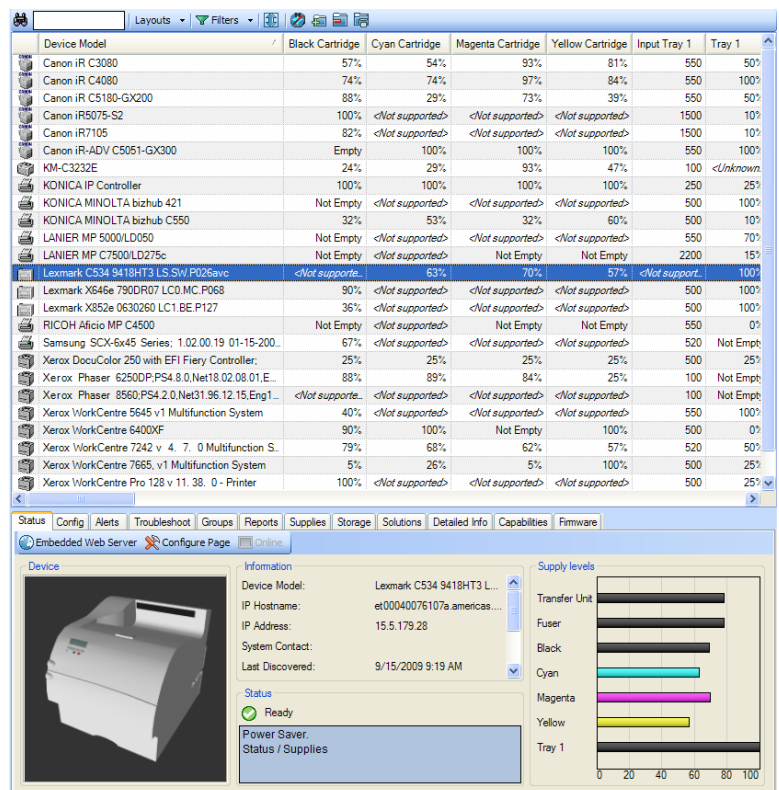 Layouts Filters
Device Model / Black Cartridge Cyan Cartridge Magenta Cartridge Yellow Cartridge Input Tray 1 Tray 1
Canon iR C3080 57% 54% 93% 81% 550 50%
Canon iR C4080 74% 74% 97% 84% 550 100%
Canon iR C5180-GX200 88% 29% 73% 39% 550 50%
Canon iR5075-S2 100% <Not supported> <Not supported> <Not supported> 1500 10%
Canon iR7105 82% <Not supported> <Not supported> <Not supported> 1500 10%
Canon iR-ADV C5051-GX300 Empty 100% 100% 100% 550 100%
KM-C3232E 24% 29% 93% 47% 100 <Unknown
KONICA IP Controller 100% 100% 100% 100% 250 25%
KONICA MINOLTA bizhub 421 Not Empty <Not supported> <Not supported> <Not supported> 500 100%
KONICA MINOLTA bizhub C550 32% 53% 32% 60% 500 10%
LANIER MP 5000/LD050 Not Empty <Not supported> <Not supported> <Not supported> 550 70%
LANIER MP C7500/LD275c Not Empty <Not supported> Not Empty Not Empty 2200 15%
Lexmark C534 9418HT3 LS.SW.P026avc <Not supporte... 63% 70% 57% <Not support... 100%
Lexmark X646e 790DR07 LC0.MC.P068 90% <Not supported> <Not supported> <Not supported> 500 100%
Lexmark X852e 0630260 LC1.BE.P127 36% <Not supported> <Not supported> <Not supported> 500 100%
RICOH Aficio MP C4500 Not Empty <Not supported> Not Empty Not Empty 550 0%
Samsung SCX-6x45 Series; 1.02.00.19 01-15-200... 67% <Not supported> <Not supported> <Not supported> 520 Not Empty
Xerox DocuColor 250 with EFI Fiery Controller; 25% 25% 25% 25% 500 25%
Xerox Phaser 6250DP;PS4.8.0,Net18.02.08.01,E... 88% 89% 84% 25% 100 Not Empt
Xerox Phaser 8560;PS4.2.0,Net31.96.12.15,Eng1... <Not supporte... <Not supported> <Not supported> <Not supported> 100 Not Empt
Xerox WorkCentre 5645 v1 Multifunction System 40% <Not supported> <Not supported> <Not supported> 550 100%
Xerox WorkCentre 6400XF 90% 100% Not Empty 100% 500 0%
Xerox WorkCentre 7242 v 4. 7. 0 Multifunction S... 79% 68% 62% 57% 520 50%
Xerox WorkCentre 7665, v1 Multifunction System 5% 26% 5% 100% 500 25%
Xerox WorkCentre Pro 128 v 11. 38. 0 - Printer 100% <Not supported> <Not supported> <Not supported> 500 25%
Status Config Alerts Troubleshoot Groups Reports Supplies Storage Solutions Detailed Info Capabilities Firmware
Embedded Web Server Configure Page Online
Device
Information
Device Model: Lexmark C534 9418HT3 L...
IP Hostname: et00040076107a.americas....
IP Address: 15.5.179.28
System Contact:
Last Discovered: 9/15/2009 9:19 AM
Status
Ready
Power Saver.
Status / Supplies
Supply levels
Transfer Unit
Fuser
Black
Cyan
Magenta
Yellow
Tray 1
0 20 40 60 80 100